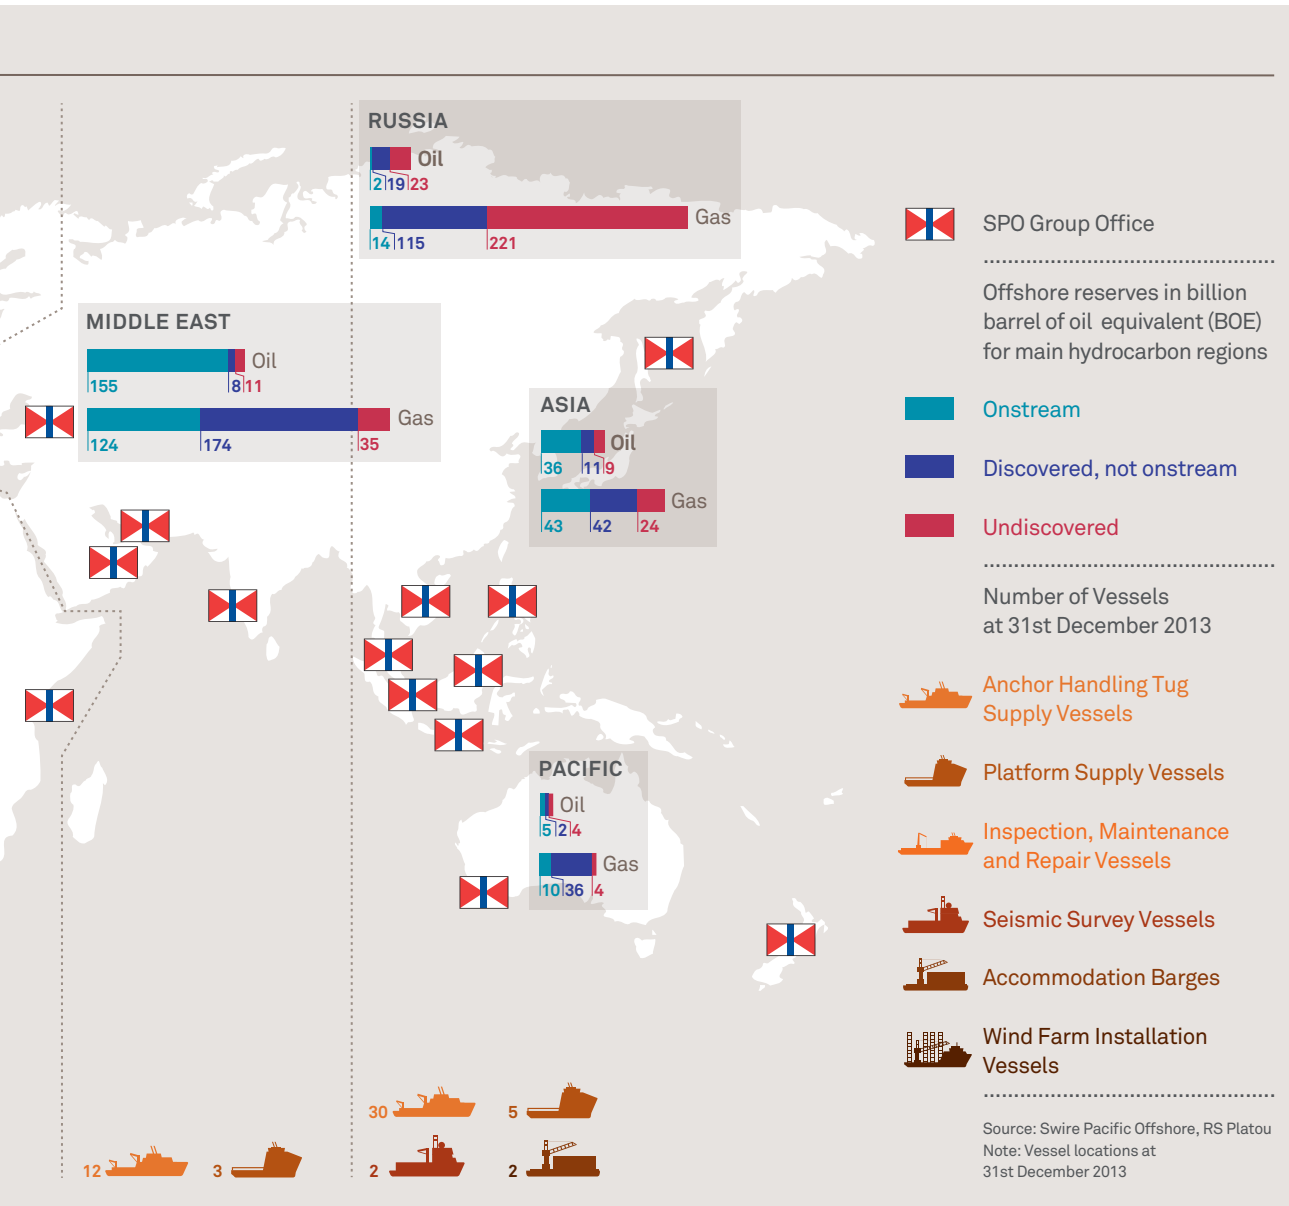 RUSSIA
Oil
2 19 23
Gas
14 115 221
MIDDLE EAST
Oil
155 8 11
Gas
124 174 35
ASIA
Oil
36 11 9
Gas
43 42 24
PACIFIC
Oil
5 2 4
Gas
10 36 4
30 5
2 2
12 3
SPO Group Office
Offshore reserves in billion
barrel of oil equivalent (BOE)
for main hydrocarbon regions
Onstream
Discovered, not onstream
Undiscovered
Number of Vessels
at 31st December 2013
Anchor Handling Tug
Supply Vessels
Platform Supply Vessels
Inspection, Maintenance
and Repair Vessels
Seismic Survey Vessels
Accommodation Barges
Wind Farm Installation
Vessels
Source: Swire Pacific Offshore, RS Platou
Note: Vessel locations at
31st December 2013